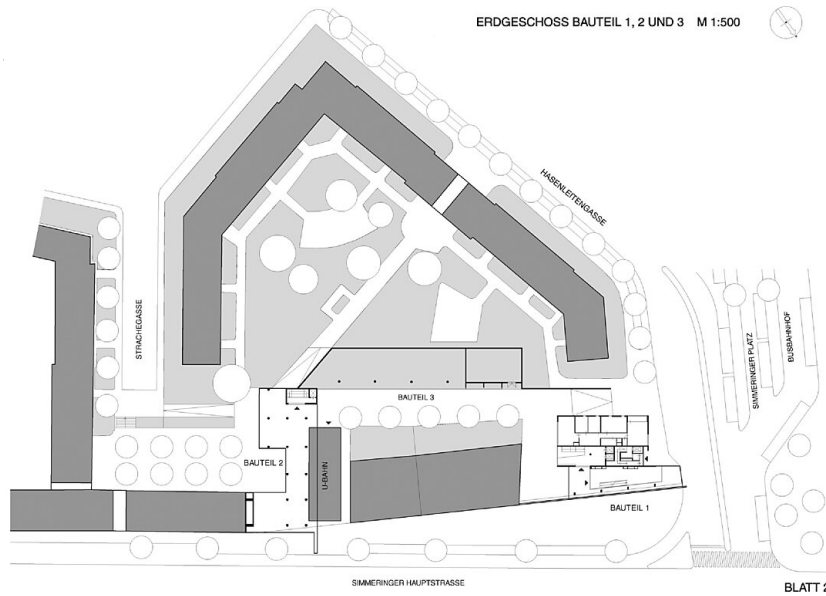 ERDGESCHOSS BAUTEIL 1, 2 UND 3 M 1:500
HASENLEITENGASSE
STRACHEGASSE
SIMMERINGER PLATZ
BUSBAHNHOF
BAUTEIL 3
BAUTEIL 2
U-BAHN
BAUTEIL 1
SIMMERINGER HAUPTSTRASSE
BLATT 2